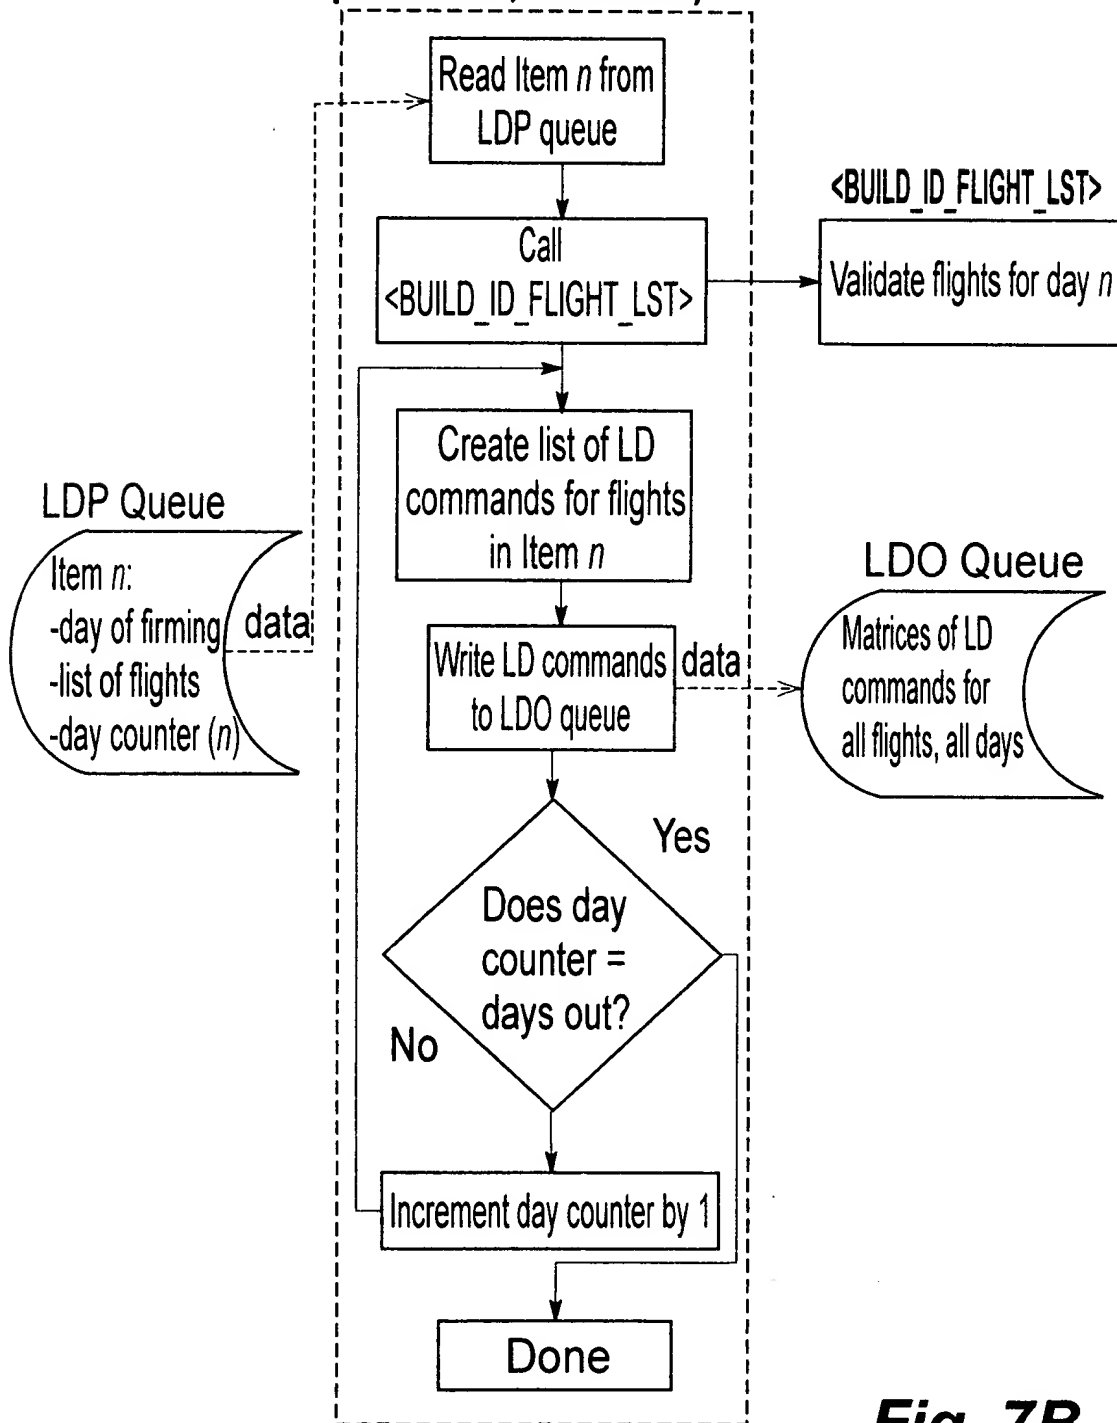 Read Item n from
LDP queue
<BUILD_ID_FLIGHT_LST>
Call
<BUILD_ID_FLIGHT_LST>
Validate flights for day n
Create list of LD
commands for flights
in Item n
LDP Queue
Item n:
-day of firming
-list of flights
-day counter (n)
data
Write LD commands
to LDO queue
data
LDO Queue
Matrices of LD
commands for
all flights, all days
Yes
Does day
counter =
days out?
No
Increment day counter by 1
Done
Fig. 7B